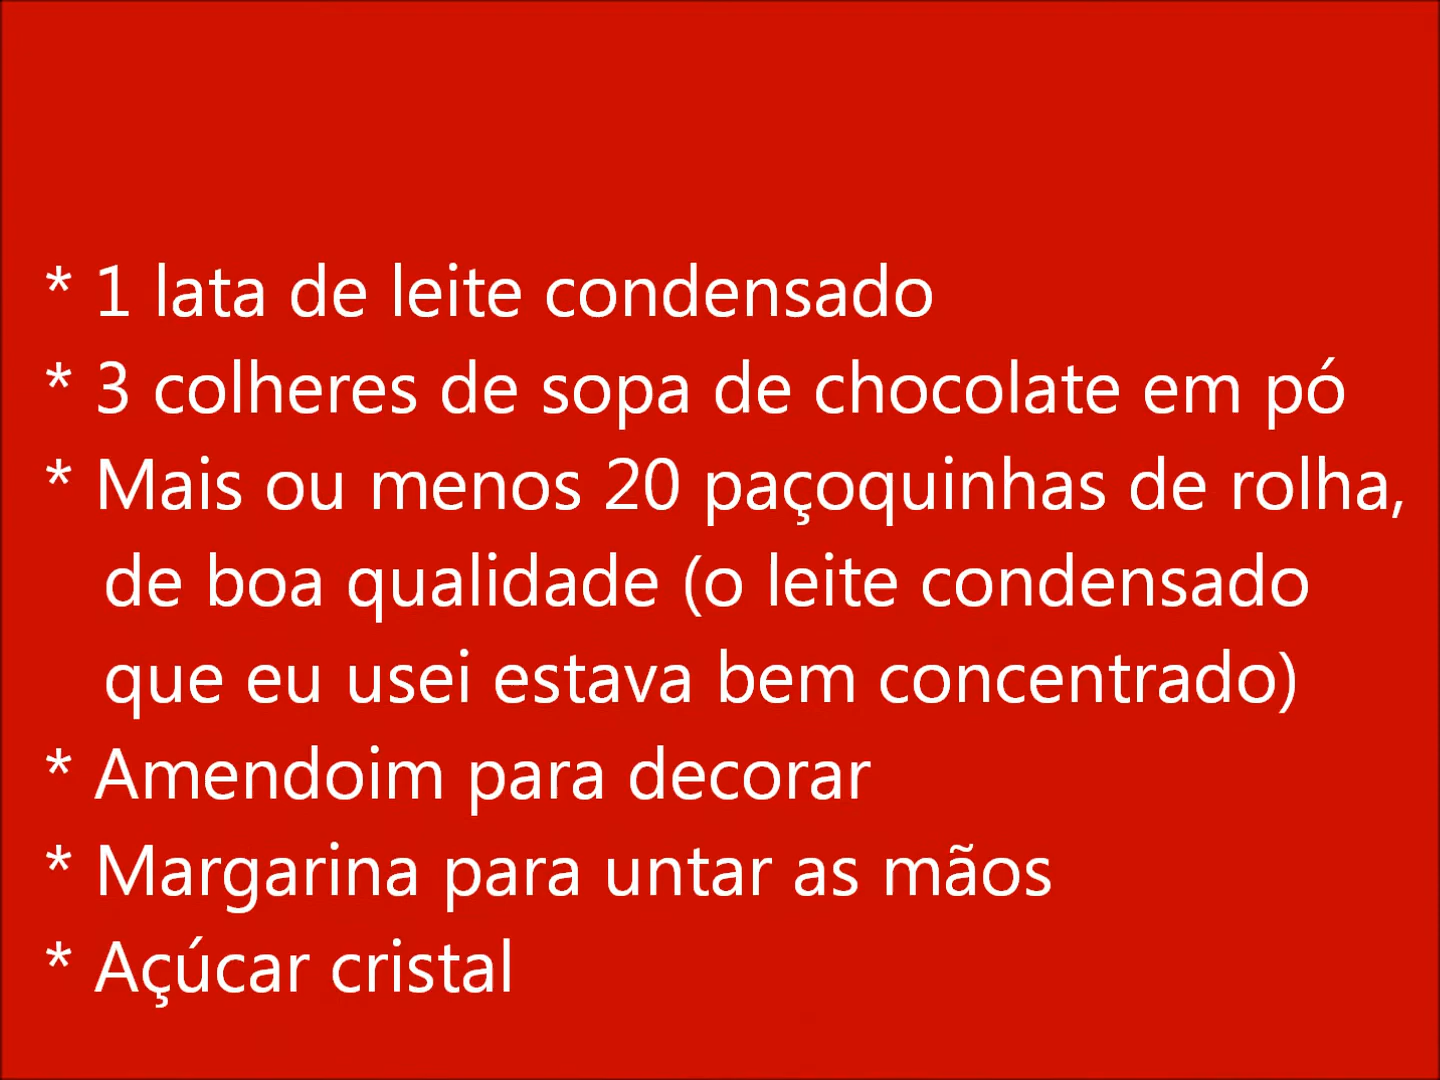 * 1 lata de leite condensado
* 3 colheres de sopa de chocolate em pó
* Mais ou menos 20 paçoquinhas de rolha,
de boa qualidade (o leite condensado
que eu usei estava bem concentrado)
* Amendoim para decorar
* Margarina para untar as mãos
* Açúcar cristal